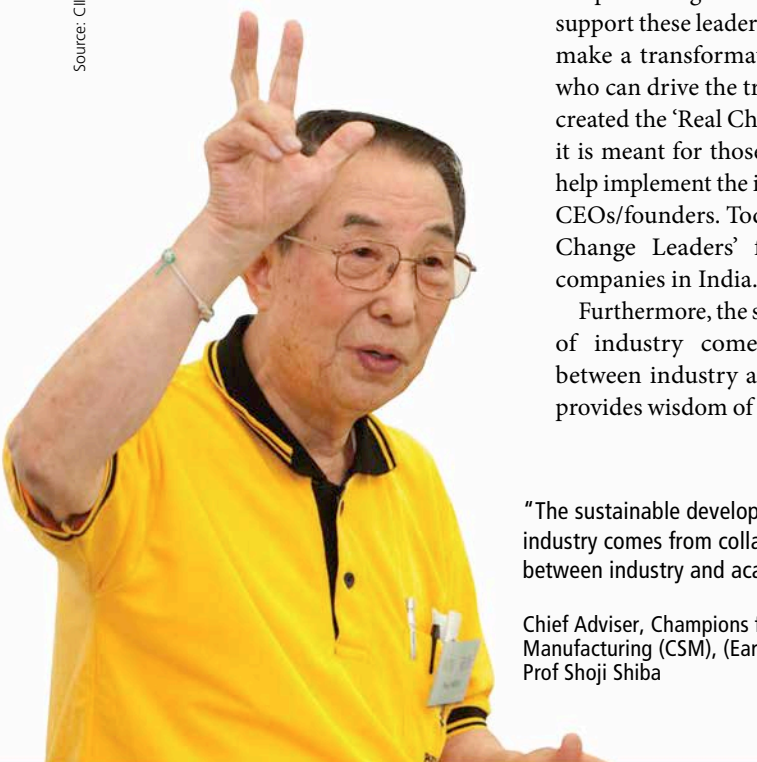 Source:
support these leader
make a transformat
who can drive the tr
created the ‘Real Ch
it is meant for those
help implement the i
CEOs/founders. Too
Change Leaders’ f
companies in India.
Furthermore, the s
of industry come
between industry a
provides wisdom of
“The sustainable develop
industry comes from colla
between industry and aca
Chief Adviser, Champions f
Manufacturing (CSM), (Ear
Prof Shoji Shiba